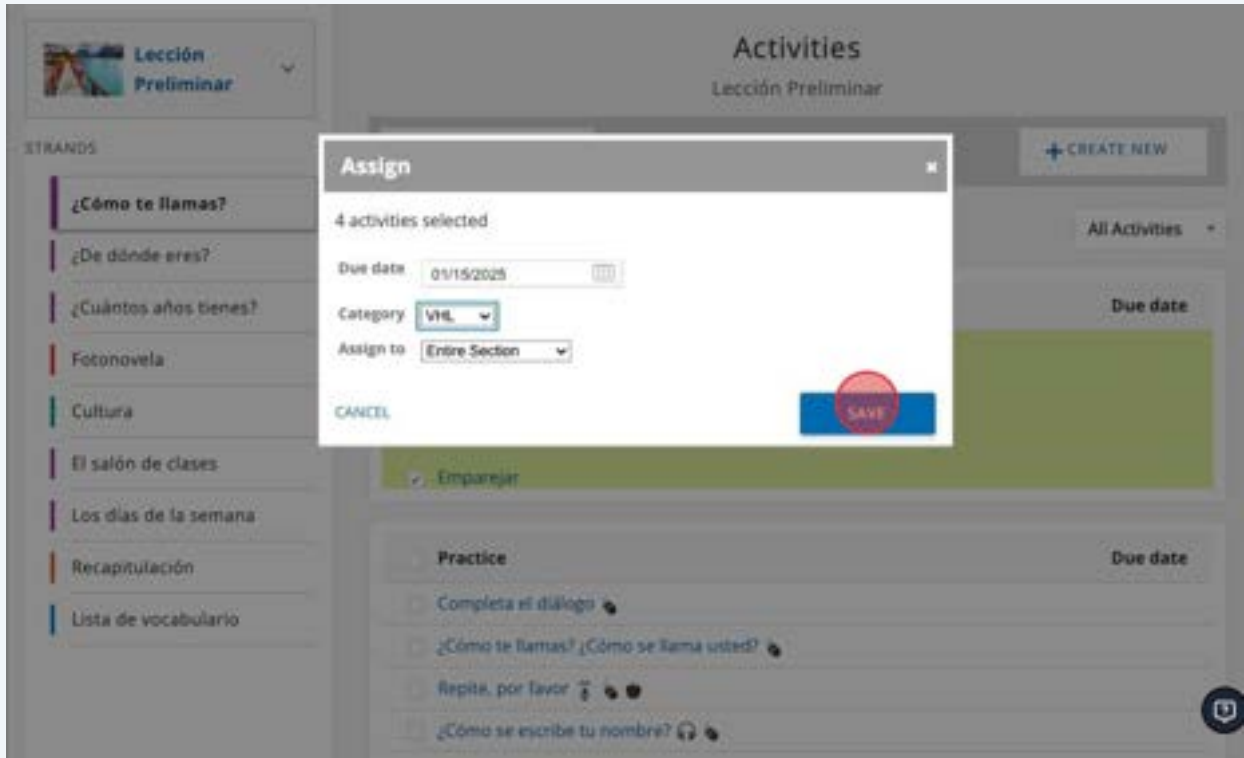 Lección
Preliminar
STRANDS
¿Cómo te llamas?
¿De dónde eres?
¿Cuántos años tienes?
Fotonovela
Cultura
El salón de clases
Los días de la semana
Recapitulación
Lista de vocabulario
Activities
Lección Preliminar
+ CREATE NEW
All Activities
Due date
Assign
4 activities selected
Due date 01/15/2025
Category VHL
Assign to Entire Section
CANCEL SAVE
Emparejar
Practice Due date
Completa el diálogo
¿Cómo te llamas? ¿Cómo se llama usted?
Repite, por favor
¿Cómo se escribe tu nombre?